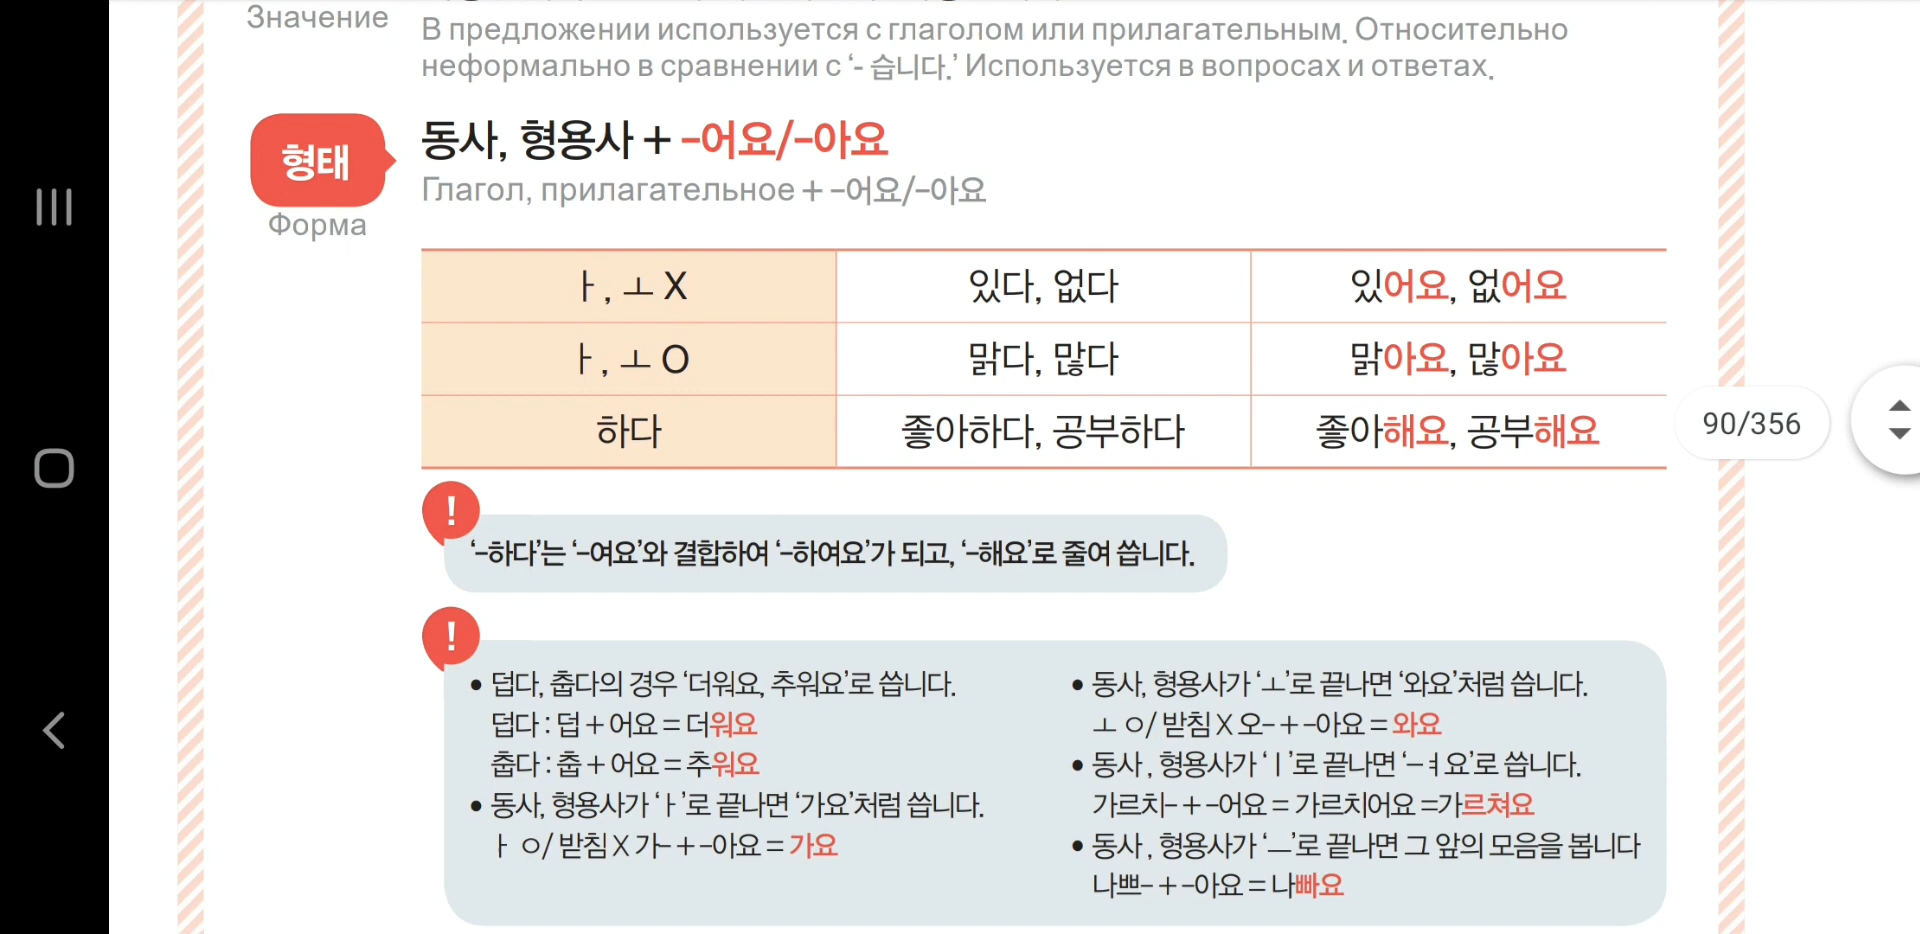 Значение
В предложении используется с глаголом или прилагательным. Относительно
неформально в сравнении с ‘- 습니다.’ Используется в вопросах и ответах.
형태
Форма
동사, 형용사 + –어요/–아요
Глагол, прилагательное + –어요/–아요
ㅏ, ㅗ X 있다, 없다 있어요, 없어요
ㅏ, ㅗ O 맑다, 많다 맑아요, 많아요
하다 좋아하다, 공부하다 좋아해요, 공부해요
90/356
!
‘–하다’는 ‘–여요’와 결합하여 ‘–하여요’가 되고, ‘–해요’로 줄여 씁니다.
!
• 덥다, 춥다의 경우 ‘더워요, 추워요’로 씁니다.
덥다 : 덥 + 어요 = 더워요
춥다 : 춥 + 어요 = 추워요
• 동사, 형용사가 ‘ㅏ’로 끝나면 ‘가요’처럼 씁니다.
ㅏ ㅇ/ 받침 X 가- + -아요 = 가요
• 동사, 형용사가 ‘ㅗ’로 끝나면 ‘와요’처럼 씁니다.
ㅗ ㅇ/ 받침 X 오- + -아요 = 와요
• 동사 , 형용사가 ‘ㅣ’로 끝나면 ‘–ㅕ요’로 씁니다.
가르치- + -어요 = 가르치어요 =가르쳐요
• 동사 , 형용사가 ‘ㅡ’로 끝나면 그 앞의 모음을 봅니다
나쁘- + -아요 = 나빠요